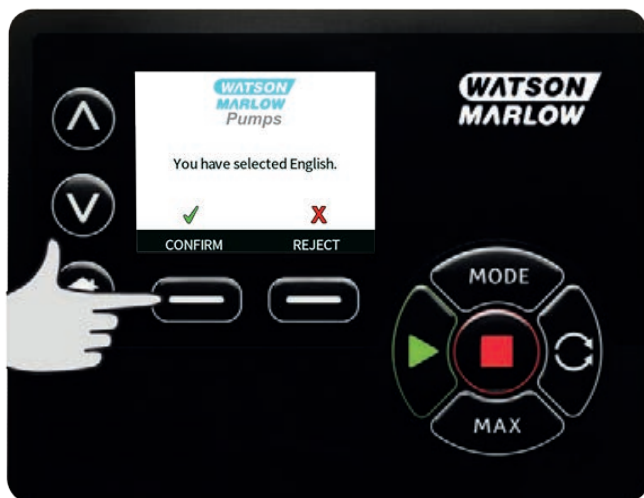 WATSON
MARLOW
Pumps
You have selected English.
CONFIRM
REJECT
WATSON
MARLOW
MODE
MAX